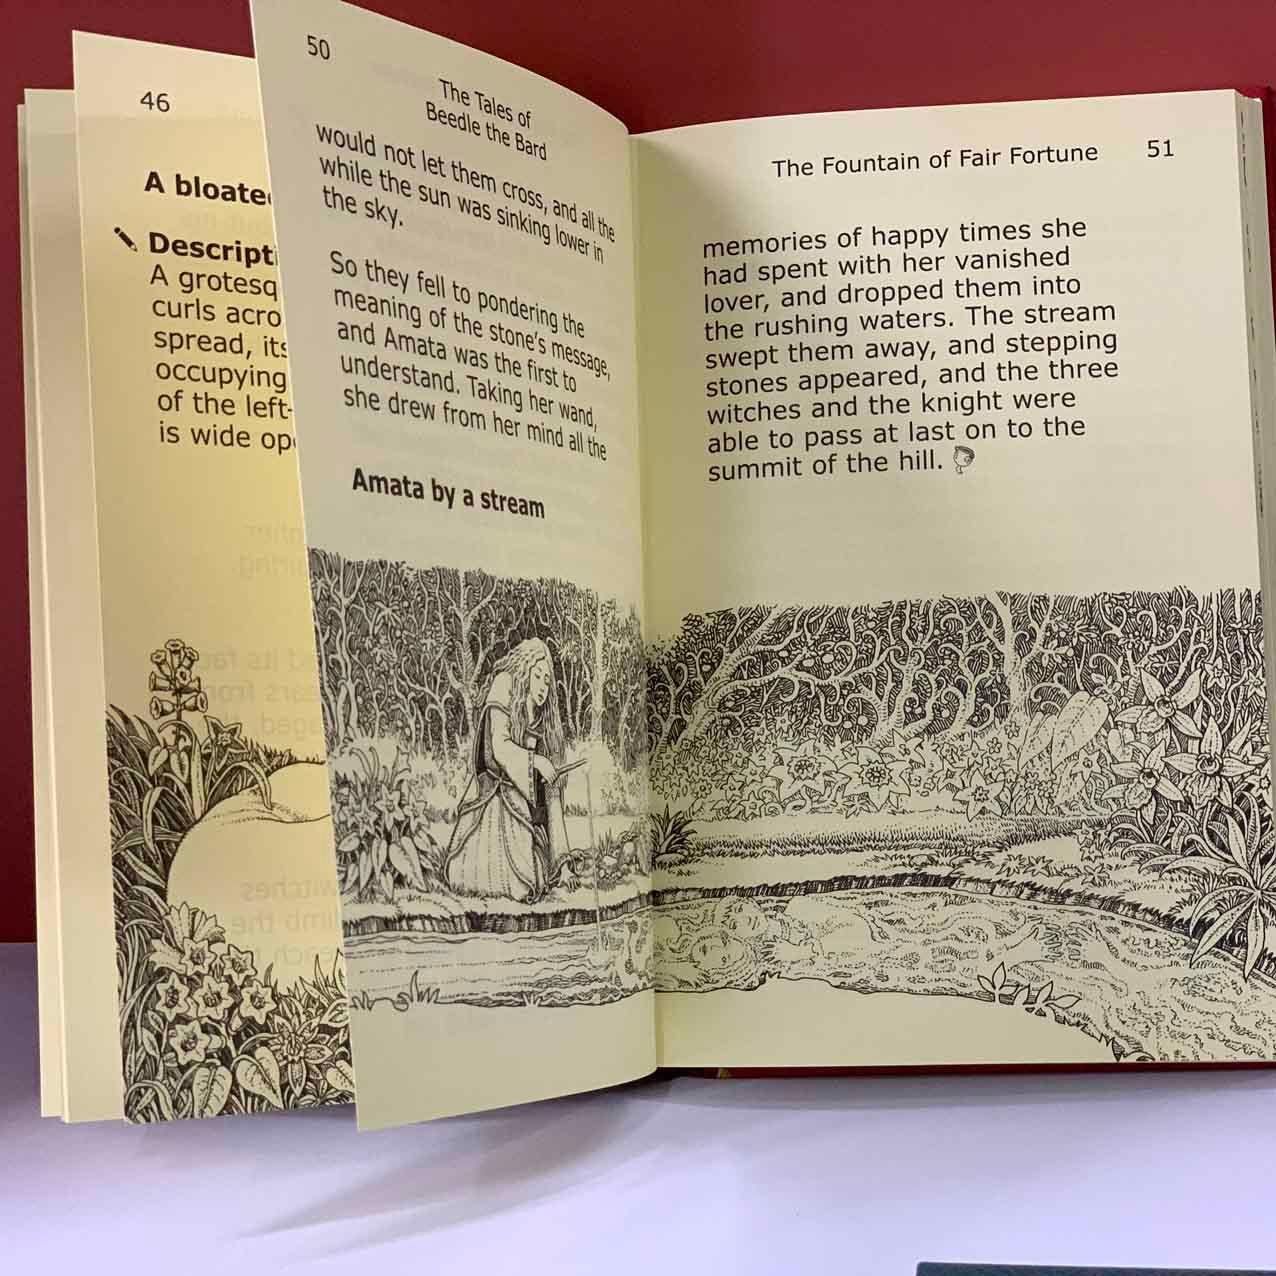 46
A bloated
Descripti
A grotesq
curls acro
spread, its
occupying
of the left-
is wide op
50
The Tales of
Beedle the Bard
would not let them cross, and all the
while the sun was sinking lower in
the sky.
So they fell to pondering the
meaning of the stone's message,
and Amata was the first to
understand. Taking her wand,
she drew from her mind all the
Amata by a stream
The Fountain of Fair Fortune 51
memories of happy times she
had spent with her vanished
lover, and dropped them into
the rushing waters. The stream
swept them away, and stepping
stones appeared, and the three
witches and the knight were
able to pass at last on to the
summit of the hill.